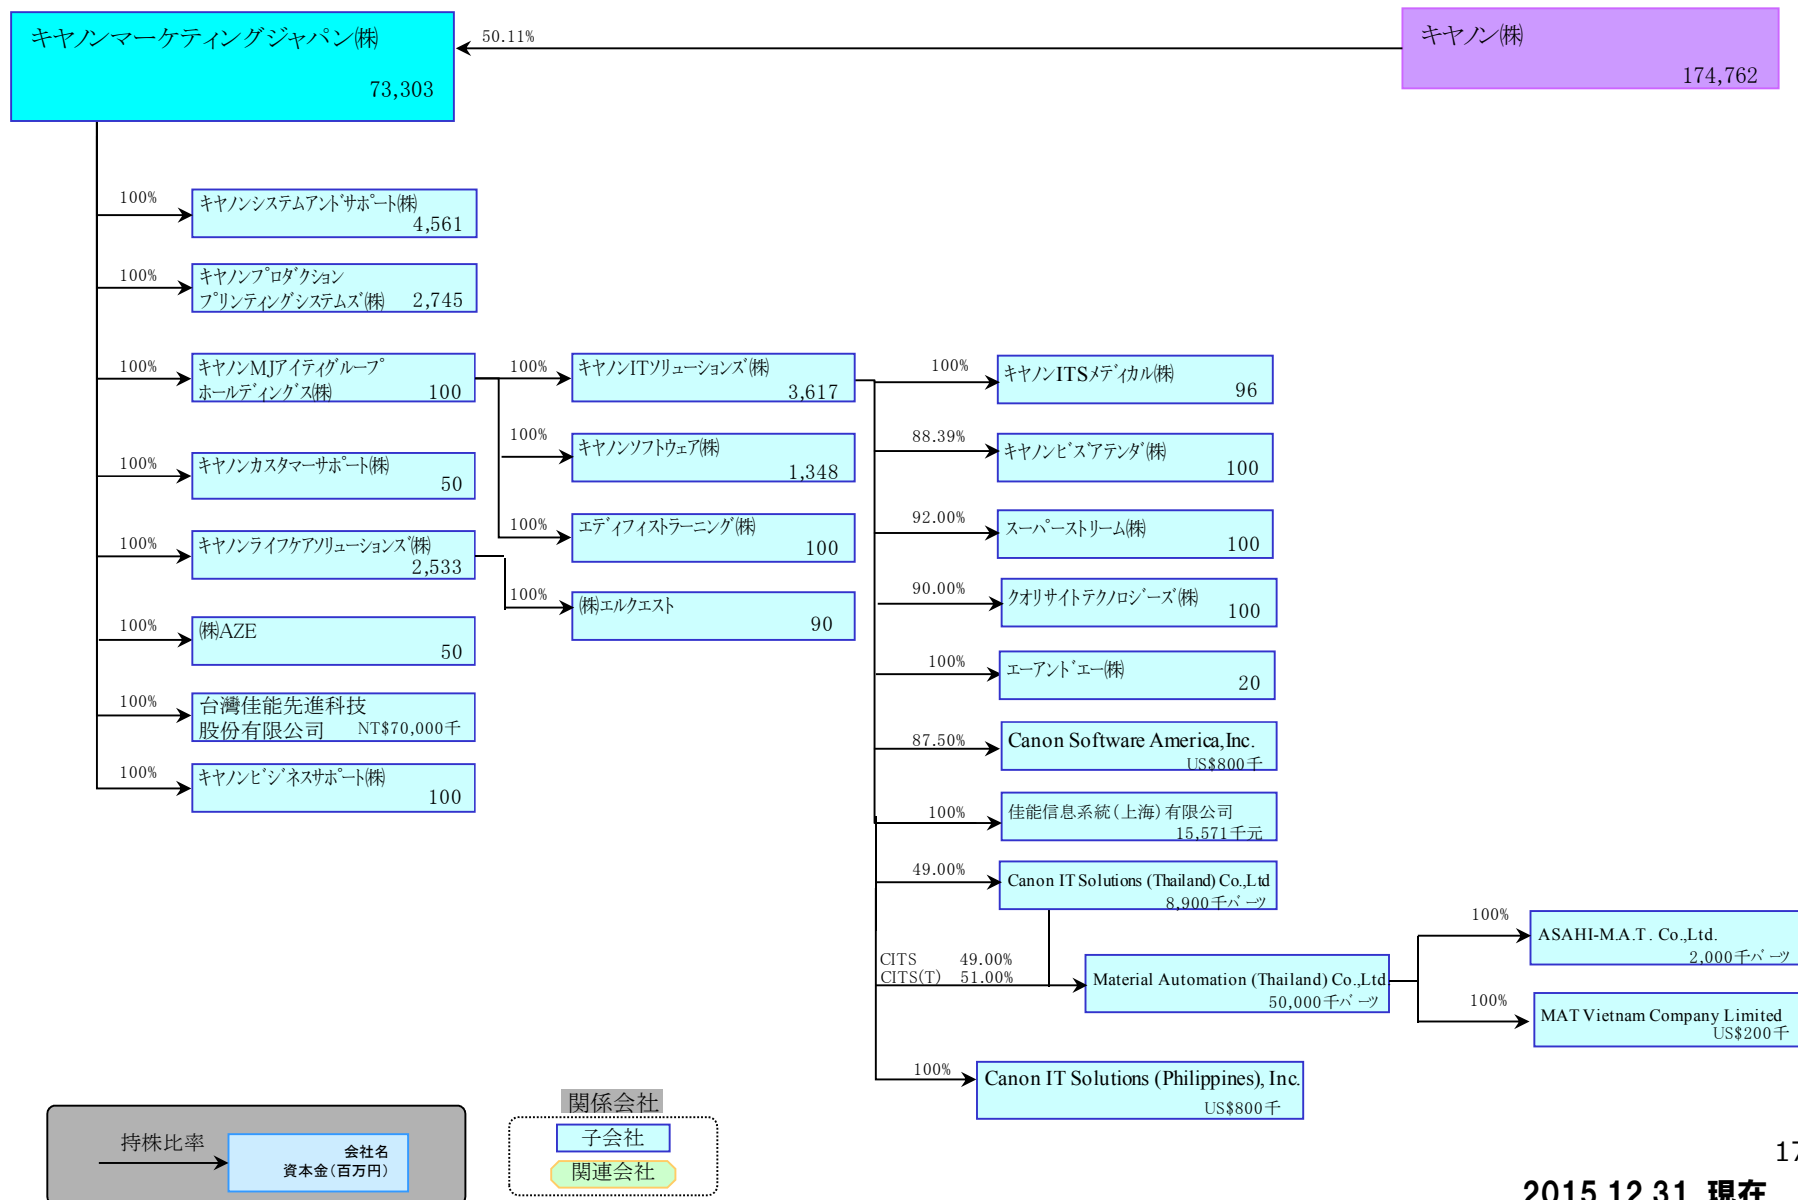 キヤノンマーケティングジャパン㈱
73,303
50.11%
キヤノン㈱
174,762
100%
キヤノンシステムアンドサポート㈱
4,561
100%
キヤノンプロダクション
プリンティングシステムズ㈱ 2,745
100%
キヤノンMJアイティグループ
ホールディングス㈱ 100
100%
キヤノンカスタマーサポート㈱
50
100%
キヤノンライフケアソリューションズ㈱
2,533
100%
㈱AZE
50
100%
台灣佳能先進科技
股份有限公司 NT$70,000千
100%
キヤノンビジネスサポート㈱
100
100%
キヤノンITソリューションズ㈱
3,617
100%
キヤノンソフトウェア㈱
1,348
100%
エディフィストラーニング㈱
100
100%
㈱エルクエスト
90
100%
キヤノンITSメディカル㈱
96
88.39%
キヤノンビズアテンダ㈱
100
92.00%
スーパーストリーム㈱
100
90.00%
クオリサイトテクノロジーズ㈱
100
100%
エーアンドエー㈱
20
87.50%
Canon Software America,Inc.
US$800千
100%
佳能信息系統(上海)有限公司
15,571千元
49.00%
Canon IT Solutions (Thailand) Co.,Ltd
8,900千バーツ
CITS 49.00%
CITS(T) 51.00%
Material Automation (Thailand) Co.,Ltd.
50,000千バーツ
100%
ASAHI-M.A.T. Co.,Ltd.
2,000千バーツ
100%
MAT Vietnam Company Limited
US$200千
100%
Canon IT Solutions (Philippines), Inc.
US$800千
持株比率
会社名
資本金(百万円)
関係会社
子会社
関連会社
17
2015.12.31 現在